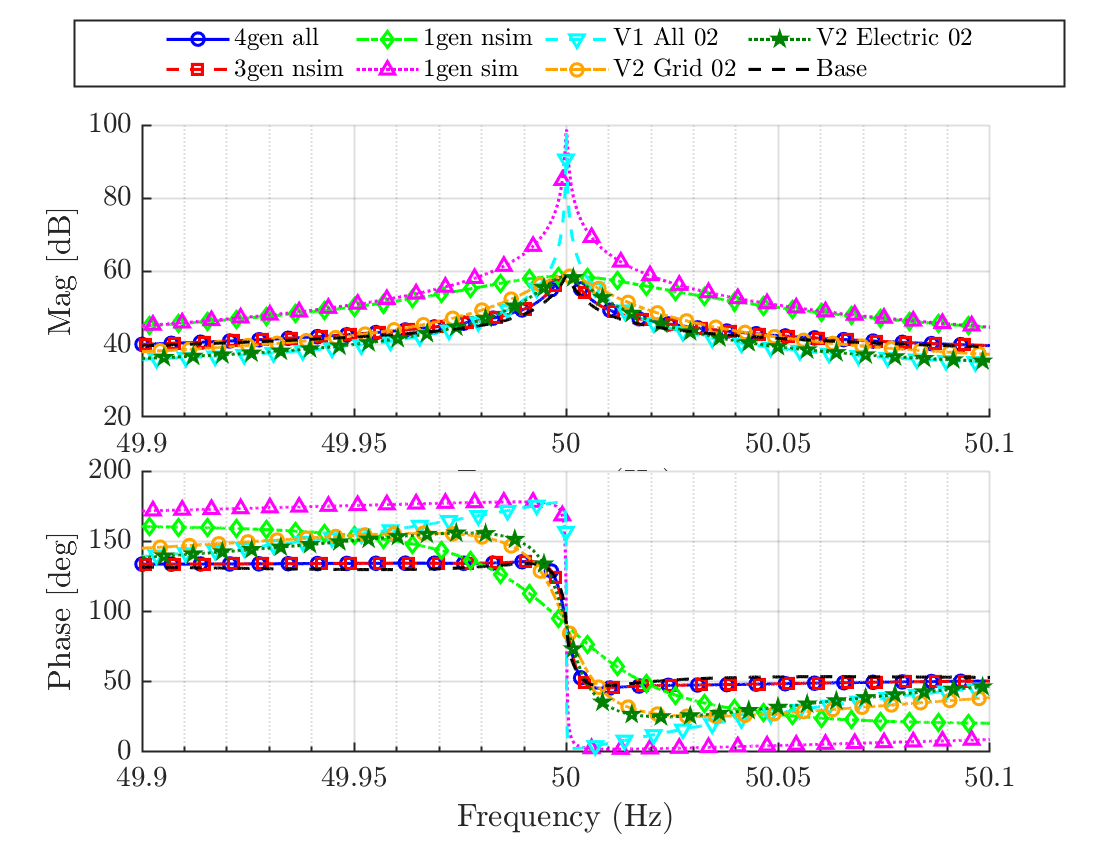 4gen all 1gen nsim V1 All 02 V2 Electric 02
3gen nsim 1gen sim V2 Grid 02 Base
100
80
60
40
20
Mag [dB]
49.9 49.95 50 50.05 50.1
200
150
100
50
0
Phase [deg]
49.9 49.95 50 50.05 50.1
Frequency (Hz)